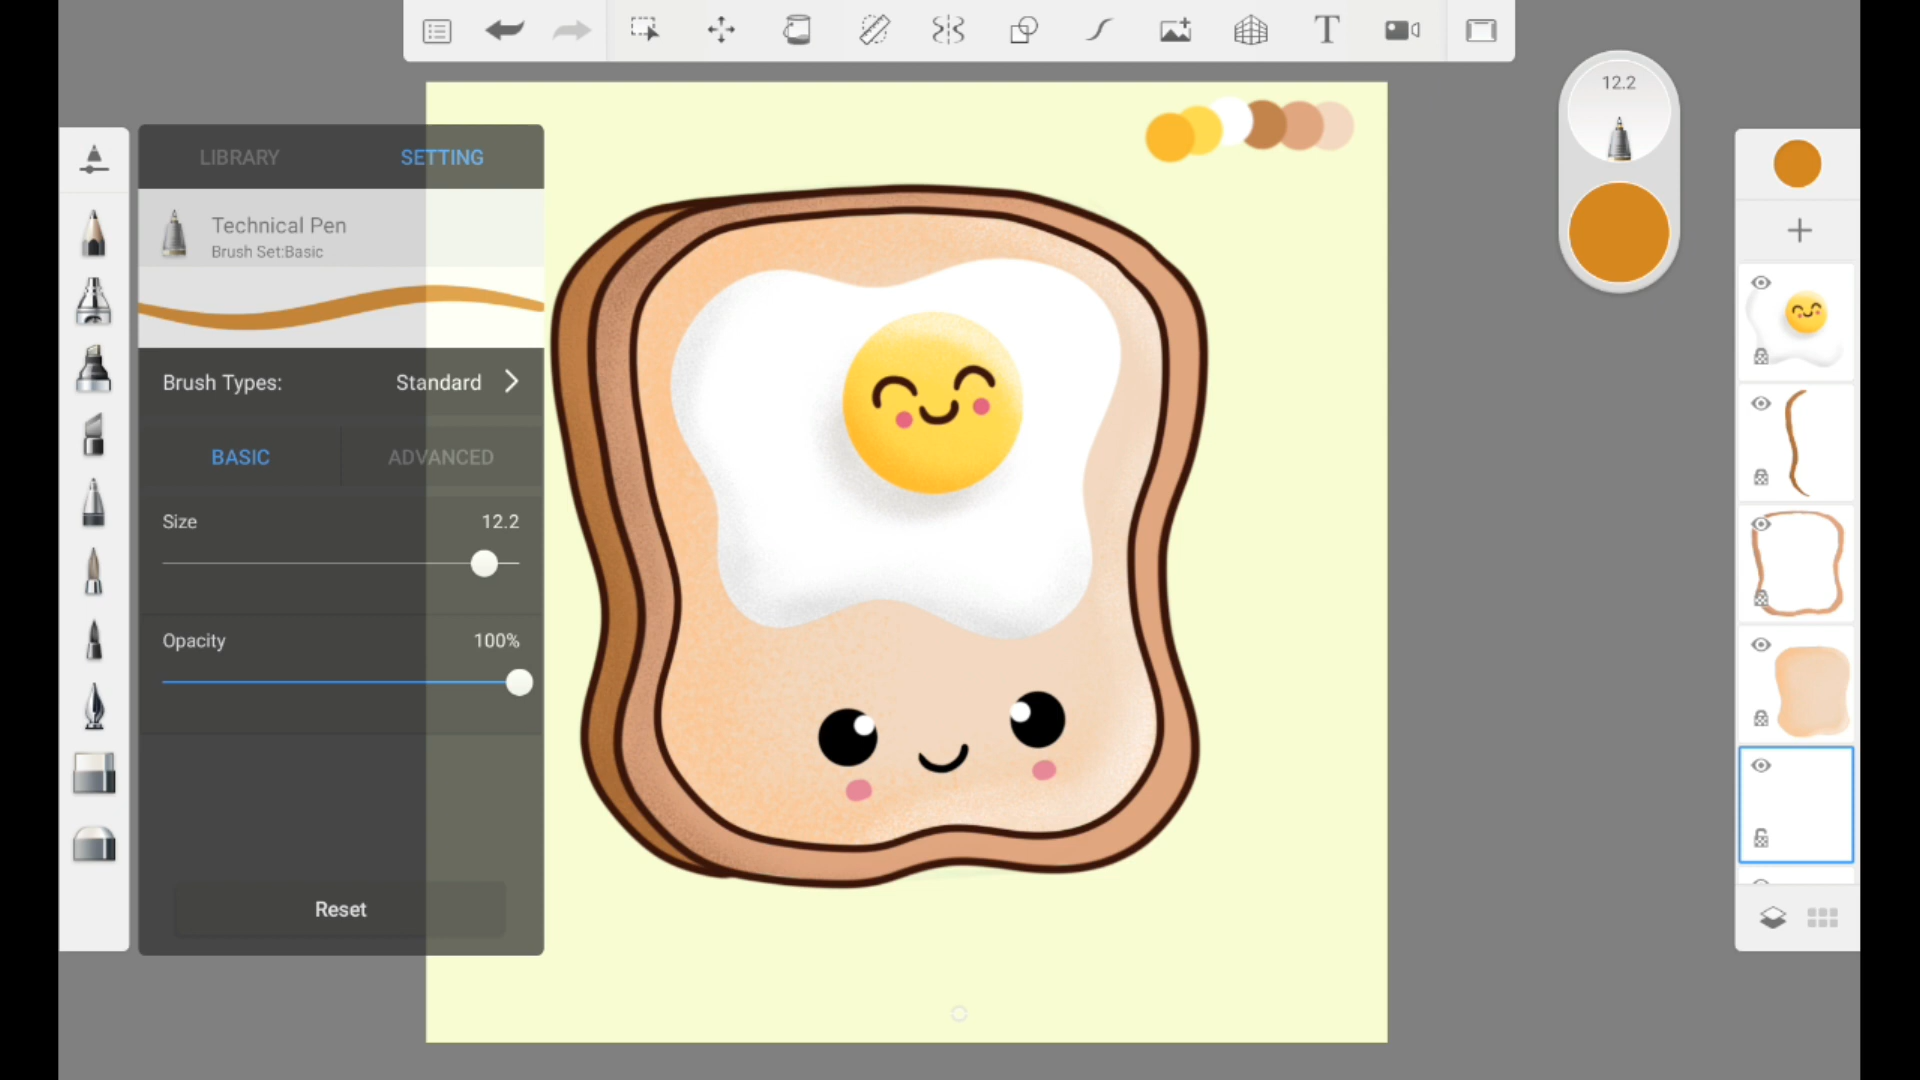 12.2
LIBRARY SETTING
Technical Pen
Brush Set:Basic
Brush Types: Standard
BASIC ADVANCED
Size 12.2
Opacity 100%
Reset